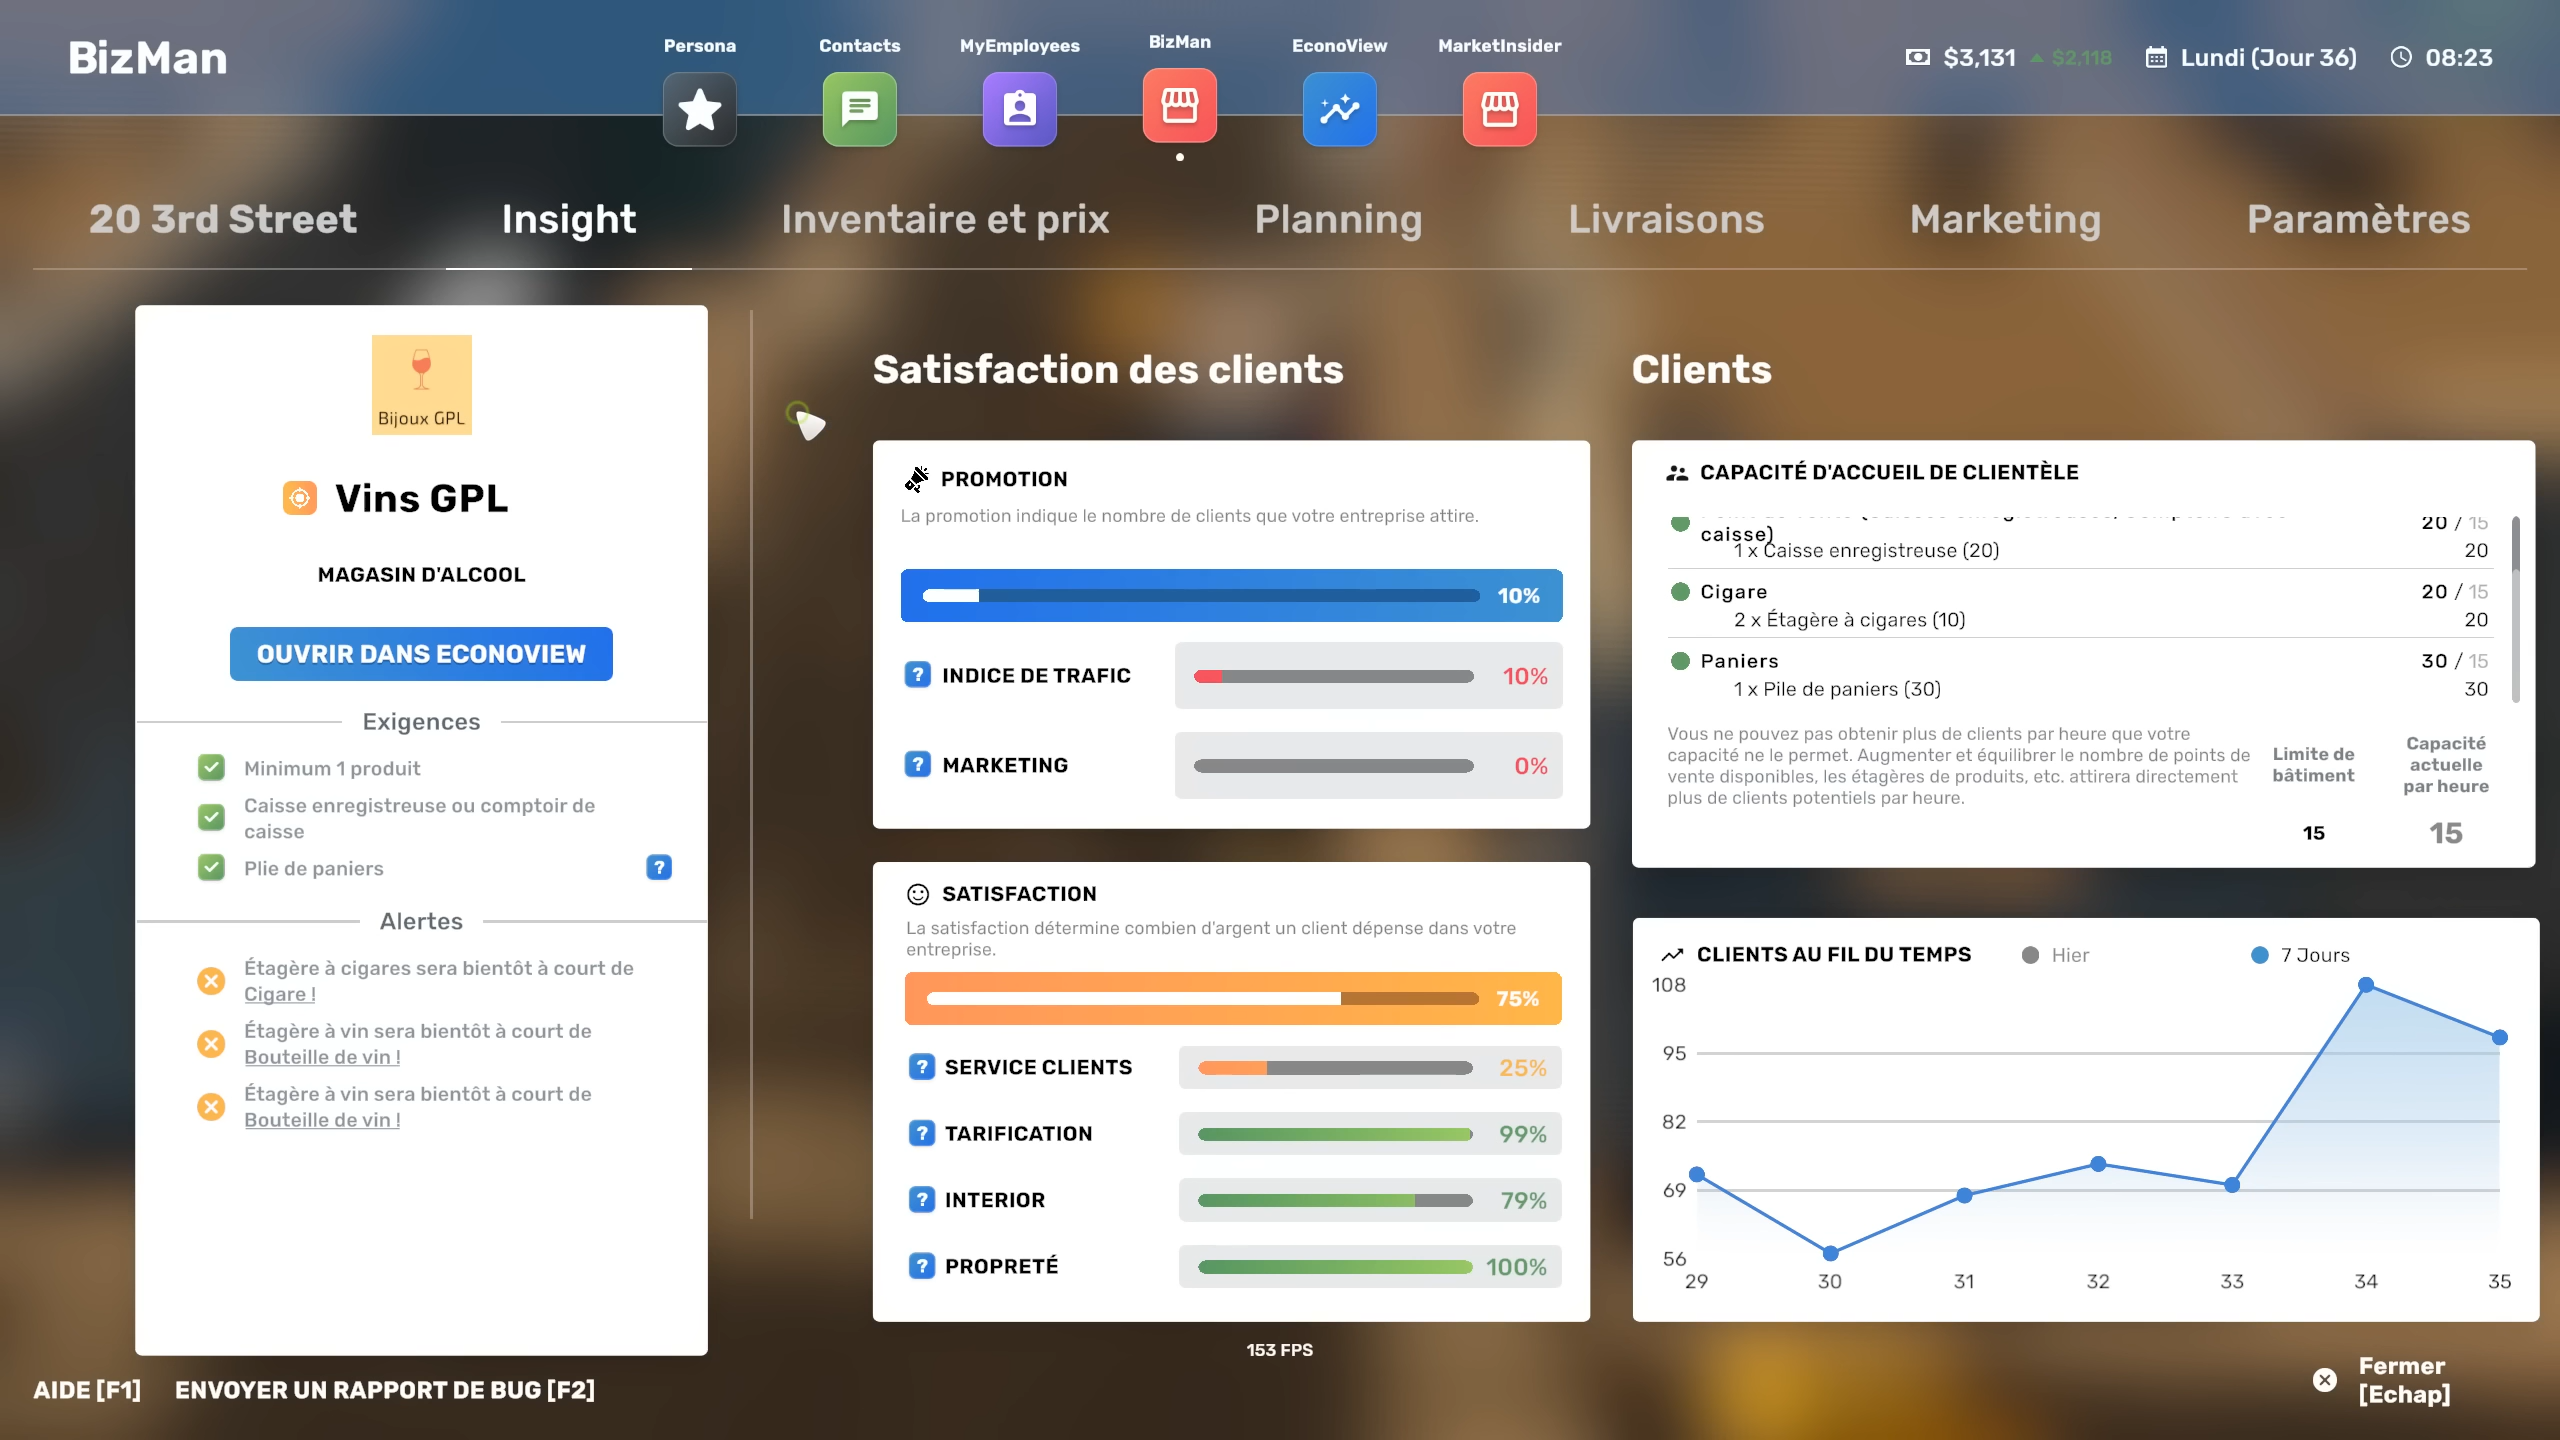 BizMan
Persona
Contacts
MyEmployees
BizMan
EconoView
MarketInsider
$3,131
$2,118
Lundi (Jour 36)
08:23
20 3rd Street
Insight
Inventaire et prix
Planning
Livraisons
Marketing
Paramètres
Bijoux GPL
Vins GPL
MAGASIN D'ALCOOL
OUVRIR DANS ECONOVIEW
Exigences
Minimum 1 produit
Caisse enregistreuse ou comptoir de
caisse
Plie de paniers
?
Alertes
Étagère à cigares sera bientôt à court de
Cigare !
Étagère à vin sera bientôt à court de
Bouteille de vin !
Étagère à vin sera bientôt à court de
Bouteille de vin !
Satisfaction des clients
PROMOTION
La promotion indique le nombre de clients que votre entreprise attire.
10%
? INDICE DE TRAFIC 10%
? MARKETING 0%
SATISFACTION
La satisfaction détermine combien d'argent un client dépense dans votre
entreprise.
75%
? SERVICE CLIENTS 25%
? TARIFICATION 99%
? INTERIOR 79%
? PROPRETÉ 100%
Clients
CAPACITÉ D'ACCUEIL DE CLIENTÈLE
20 / 15
caisse)
1 x Caisse enregistreuse (20) 20
Cigare 20 / 15
2 x Étagère à cigares (10) 20
Paniers 30 / 15
1 x Pile de paniers (30) 30
Vous ne pouvez pas obtenir plus de clients par heure que votre
capacité ne le permet. Augmenter et équilibrer le nombre de points de
vente disponibles, les étagères de produits, etc. attirera directement
plus de clients potentiels par heure.
Limite de
bâtiment
15
Capacité
actuelle
par heure
15
CLIENTS AU FIL DU TEMPS
Hier
7 Jours
108
95
82
69
56
29 30 31 32 33 34 35
153 FPS
AIDE [F1]
ENVOYER UN RAPPORT DE BUG [F2]
Fermer
[Echap]